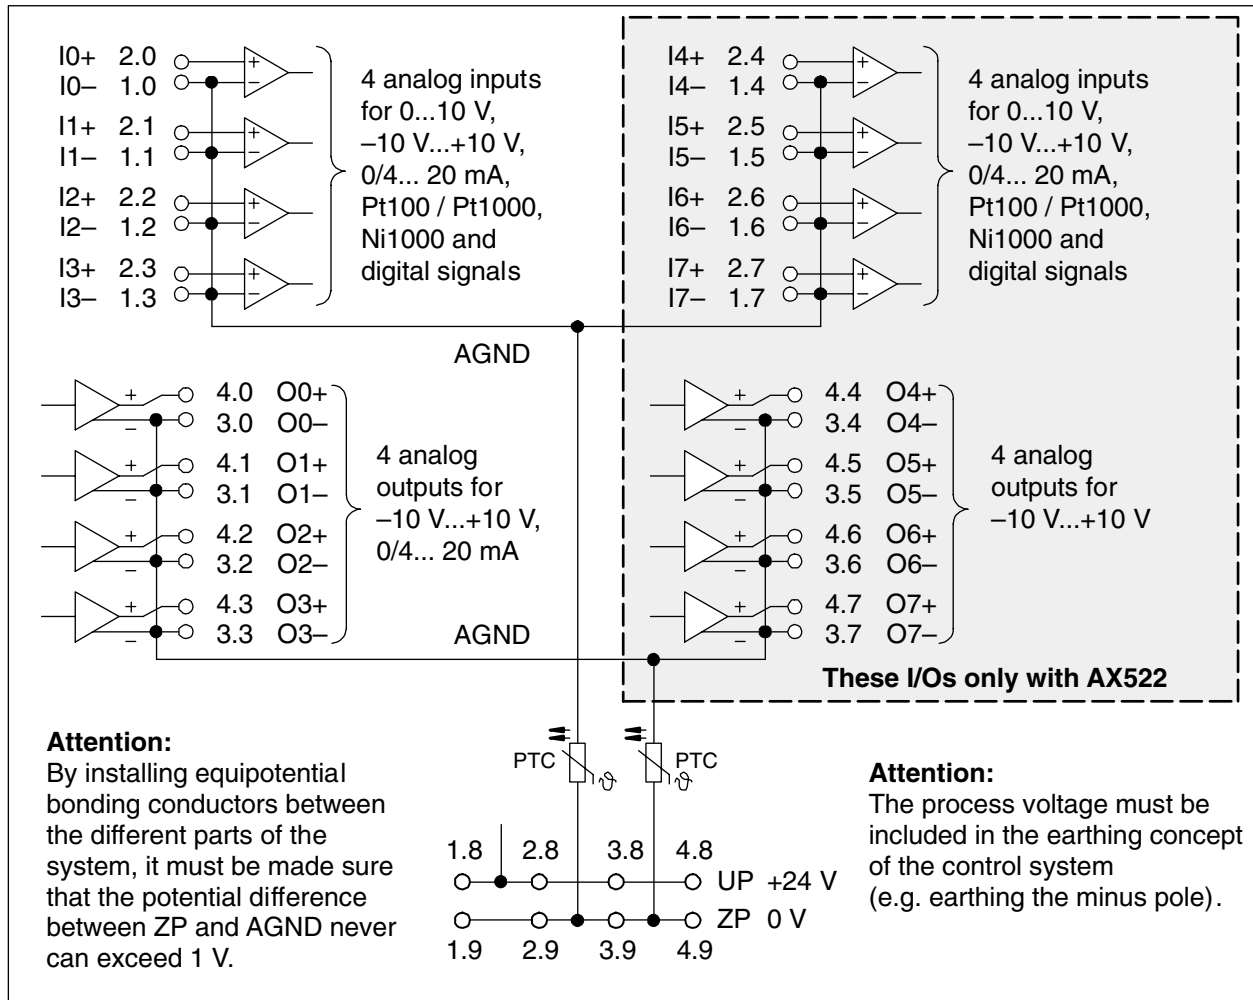 I0+ 2.0
I0– 1.0
I1+ 2.1
I1– 1.1
I2+ 2.2
I2– 1.2
I3+ 2.3
I3– 1.3
+
–
+
–
+
–
+
–
4 analog inputs
for 0...10 V,
–10 V...+10 V,
0/4... 20 mA,
Pt100 / Pt1000,
Ni1000 and
digital signals
I4+ 2.4
I4– 1.4
I5+ 2.5
I5– 1.5
I6+ 2.6
I6– 1.6
I7+ 2.7
I7– 1.7
+
–
+
–
+
–
+
–
4 analog inputs
for 0...10 V,
–10 V...+10 V,
0/4... 20 mA,
Pt100 / Pt1000,
Ni1000 and
digital signals
AGND
+ 4.0 O0+
– 3.0 O0–
+ 4.1 O1+
– 3.1 O1–
+ 4.2 O2+
– 3.2 O2–
+ 4.3 O3+
– 3.3 O3–
4 analog
outputs for
–10 V...+10 V,
0/4... 20 mA
AGND
+ 4.4 O4+
– 3.4 O4–
+ 4.5 O5+
– 3.5 O5–
+ 4.6 O6+
– 3.6 O6–
+ 4.7 O7+
– 3.7 O7–
4 analog
outputs for
–10 V...+10 V
These I/Os only with AX522
Attention:
By installing equipotential
bonding conductors between
the different parts of the
system, it must be made sure
that the potential difference
between ZP and AGND never
can exceed 1 V.
PTC ϑ
PTC ϑ
1.8 2.8 3.8 4.8
UP +24 V
ZP 0 V
1.9 2.9 3.9 4.9
Attention:
The process voltage must be
included in the earthing concept
of the control system
(e.g. earthing the minus pole).